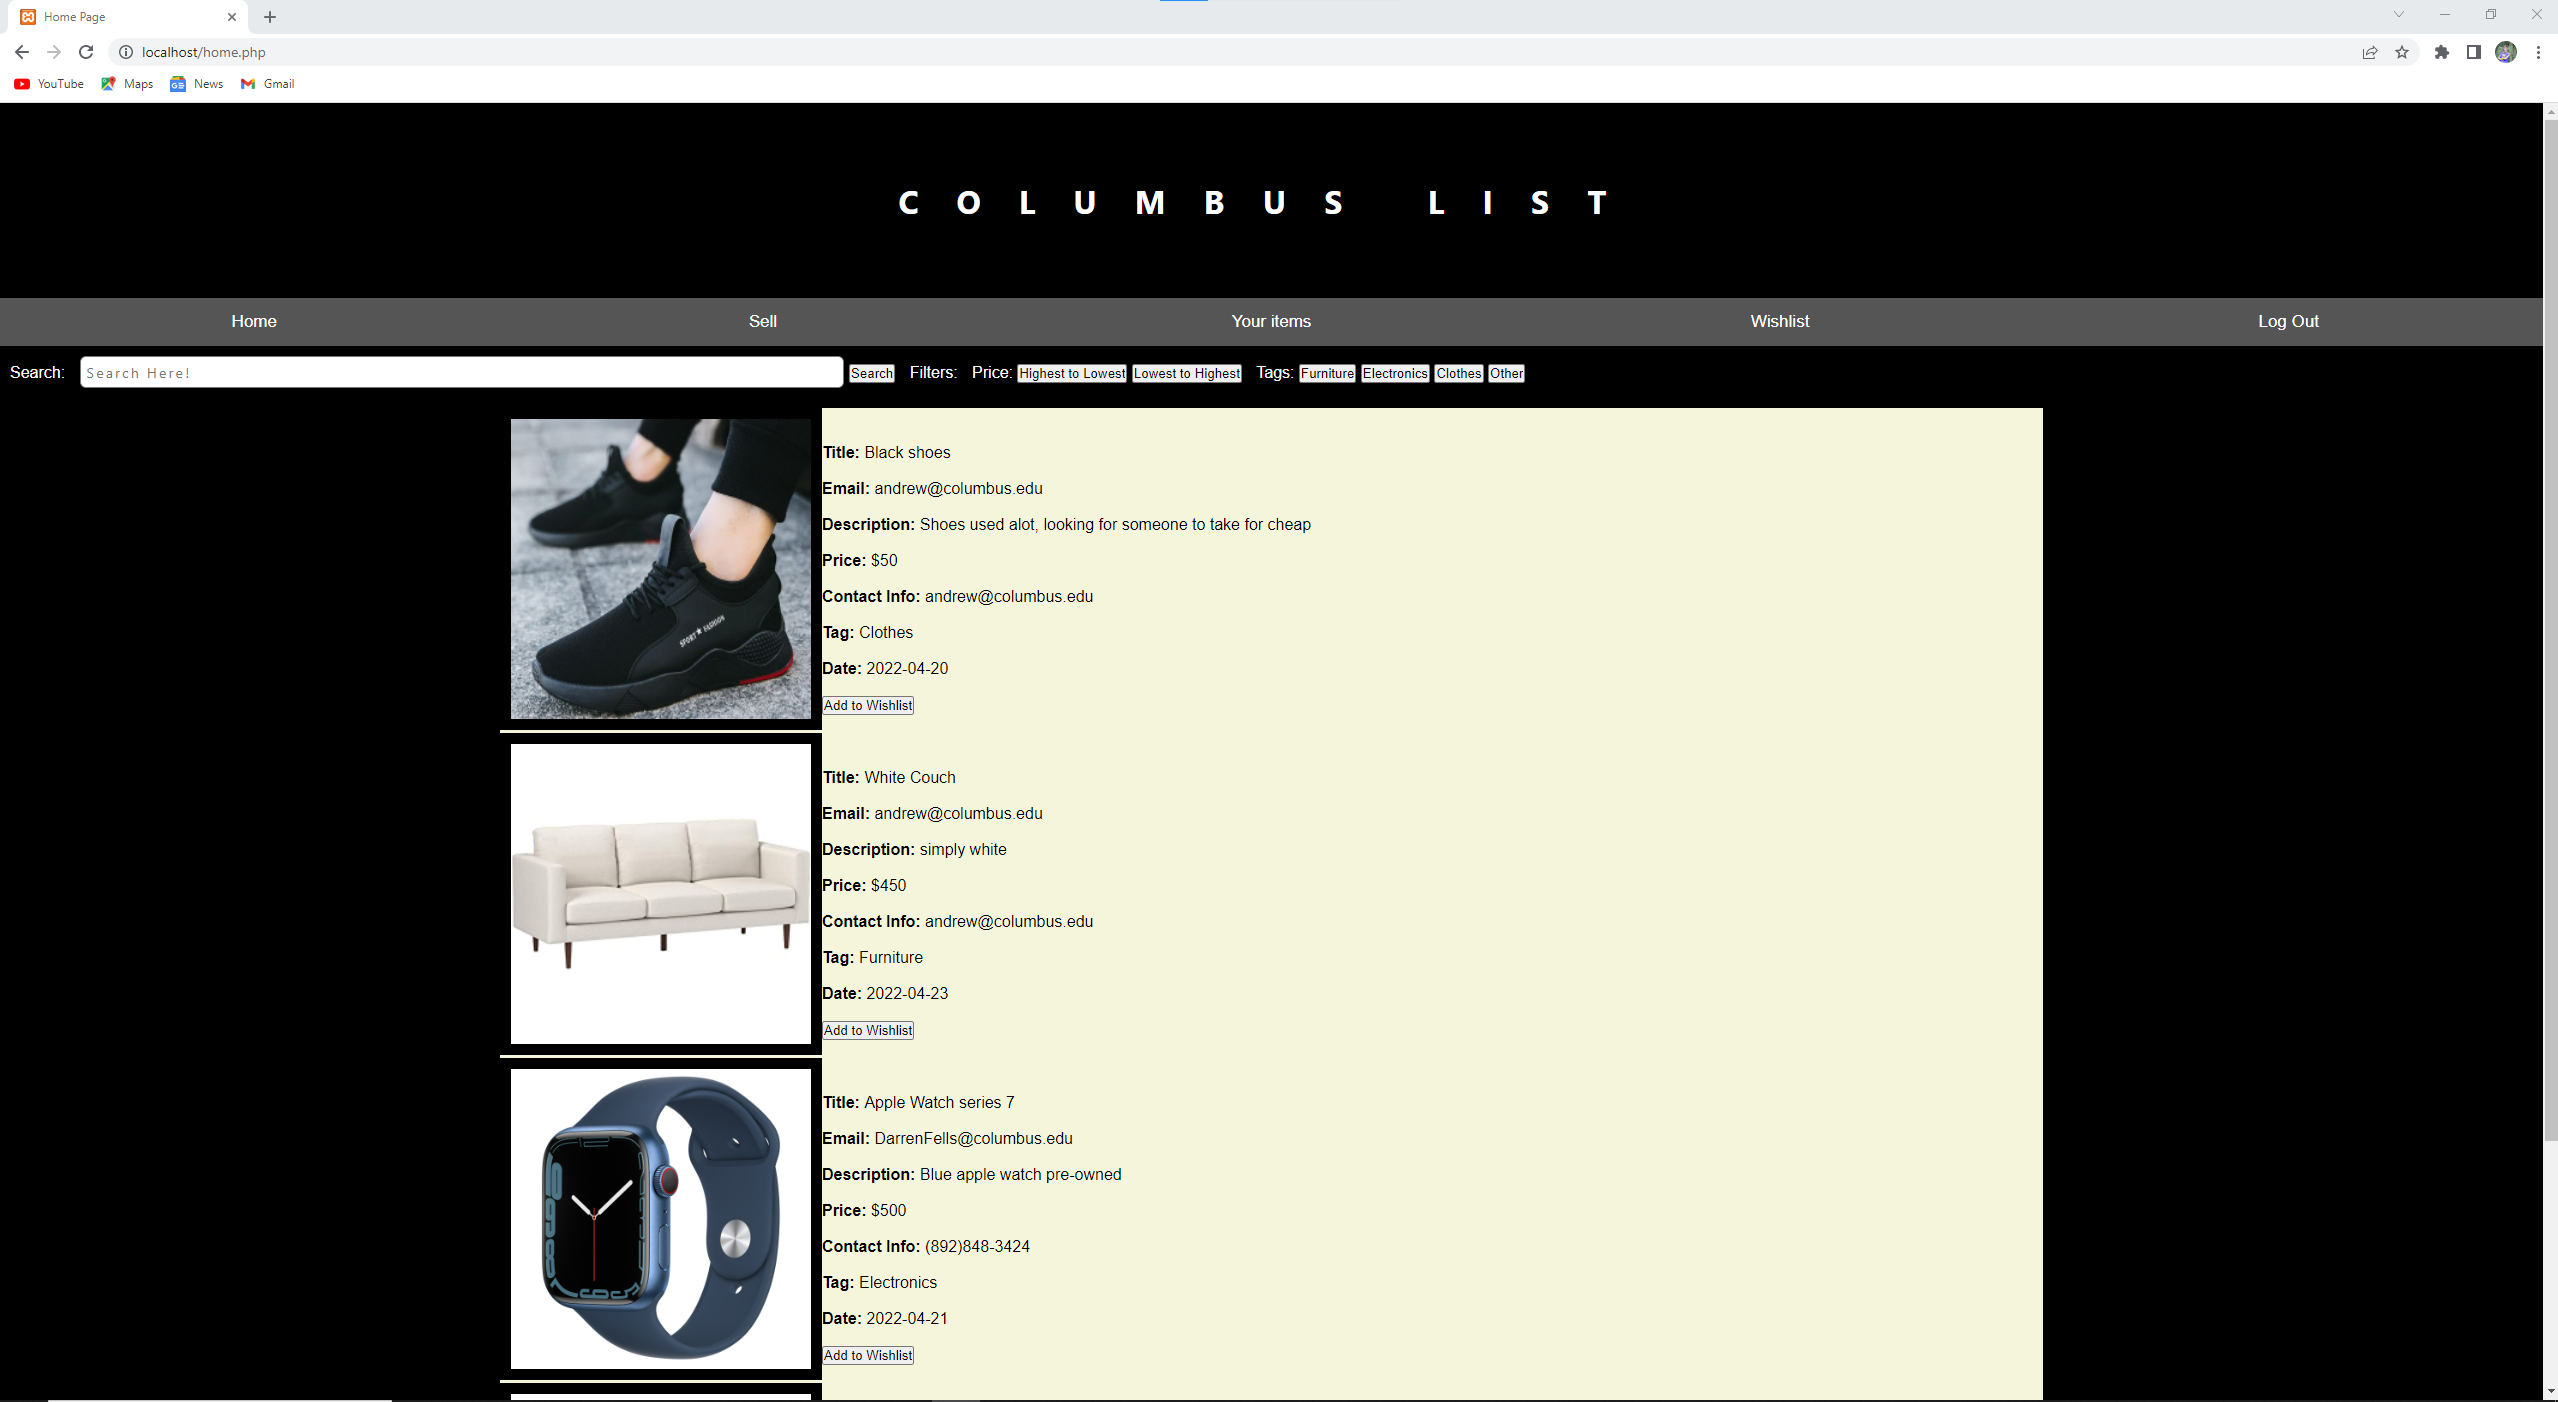 Home Page
localhost/home.php
YouTube Maps News Gmail
COLUMBUS LIST
Home Sell Your items Wishlist Log Out
Search: Search Here! Search Filters: Price: Highest to Lowest Lowest to Highest Tags: Furniture Electronics Clothes Other
Title: Black shoes
Email: andrew@columbus.edu
Description: Shoes used alot, looking for someone to take for cheap
Price: $50
Contact Info: andrew@columbus.edu
Tag: Clothes
Date: 2022-04-20
Add to Wishlist
SPORT★FASHION
Title: White Couch
Email: andrew@columbus.edu
Description: simply white
Price: $450
Contact Info: andrew@columbus.edu
Tag: Furniture
Date: 2022-04-23
Add to Wishlist
Title: Apple Watch series 7
Email: DarrenFells@columbus.edu
Description: Blue apple watch pre-owned
Price: $500
Contact Info: (892)848-3424
Tag: Electronics
Date: 2022-04-21
Add to Wishlist